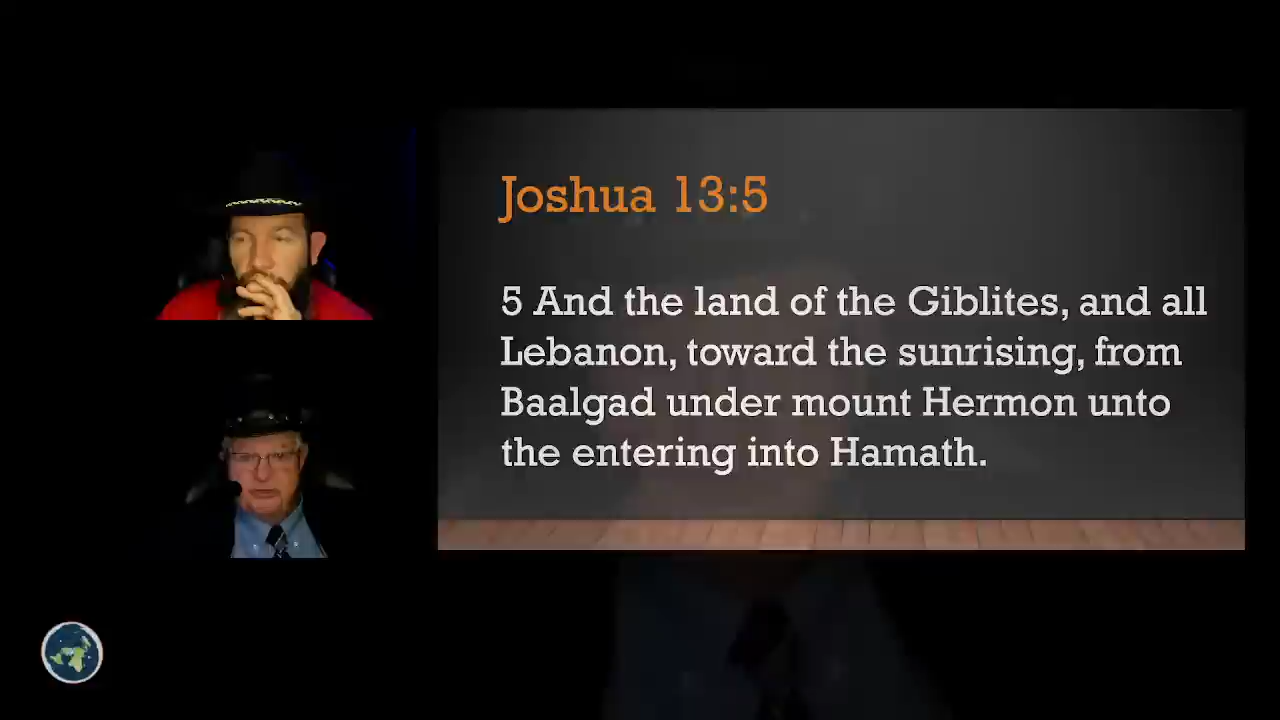 Joshua 13:5
5 And the land of the Giblites, and all
Lebanon, toward the sunrising, from
Baalgad under mount Hermon unto
the entering into Hamath.